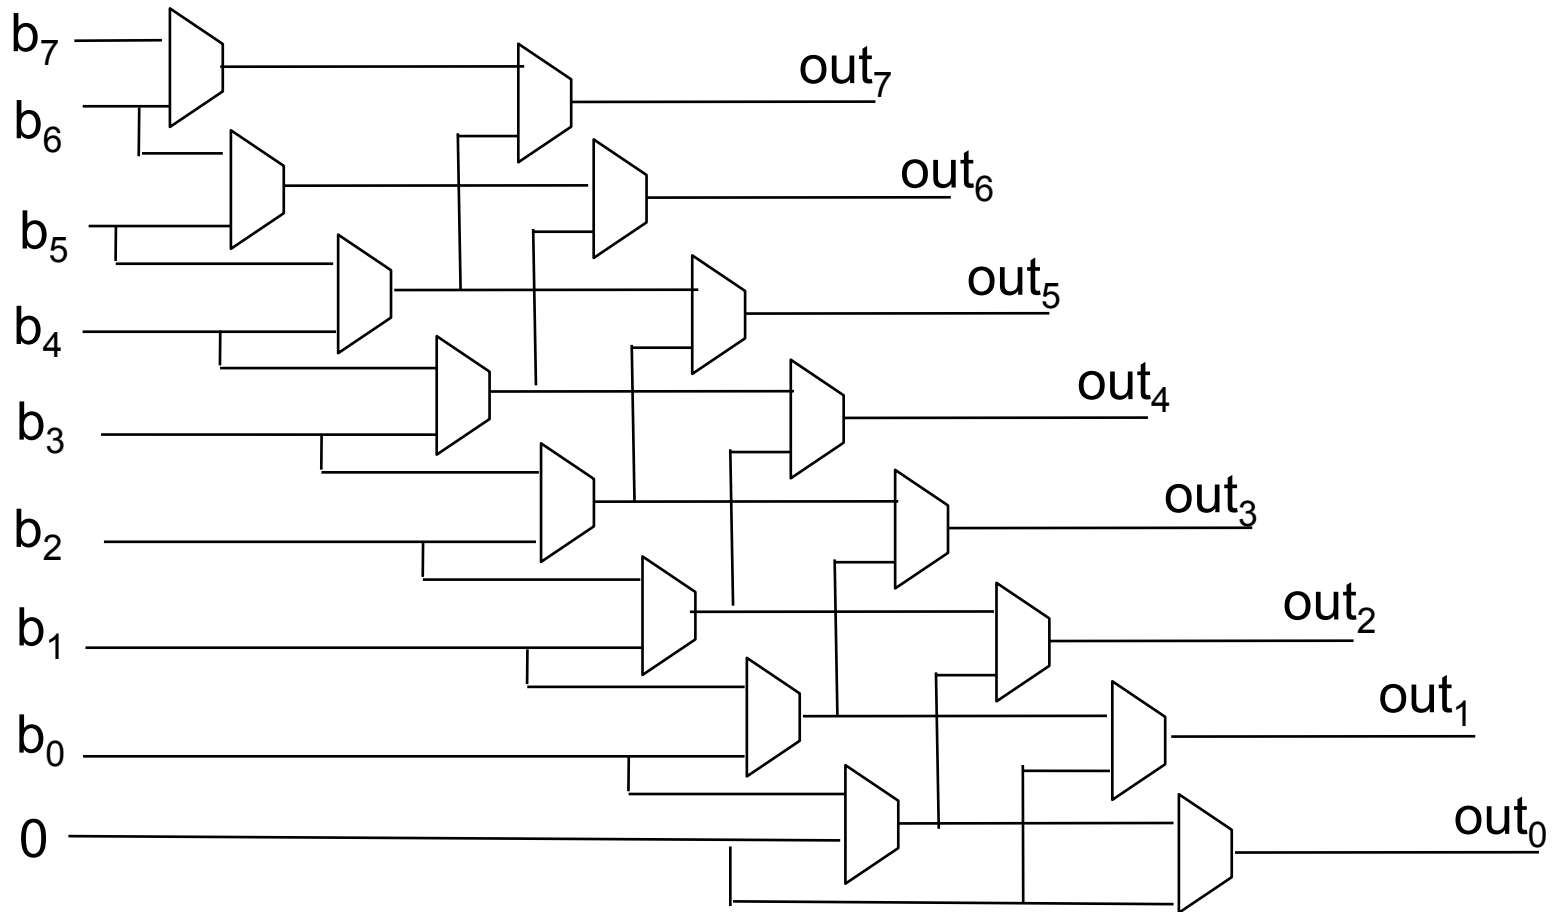 b₇
out₇
b₆
out₆
b₅
out₅
b₄
out₄
b₃
out₃
b₂
out₂
b₁
out₁
b₀
out₀
0